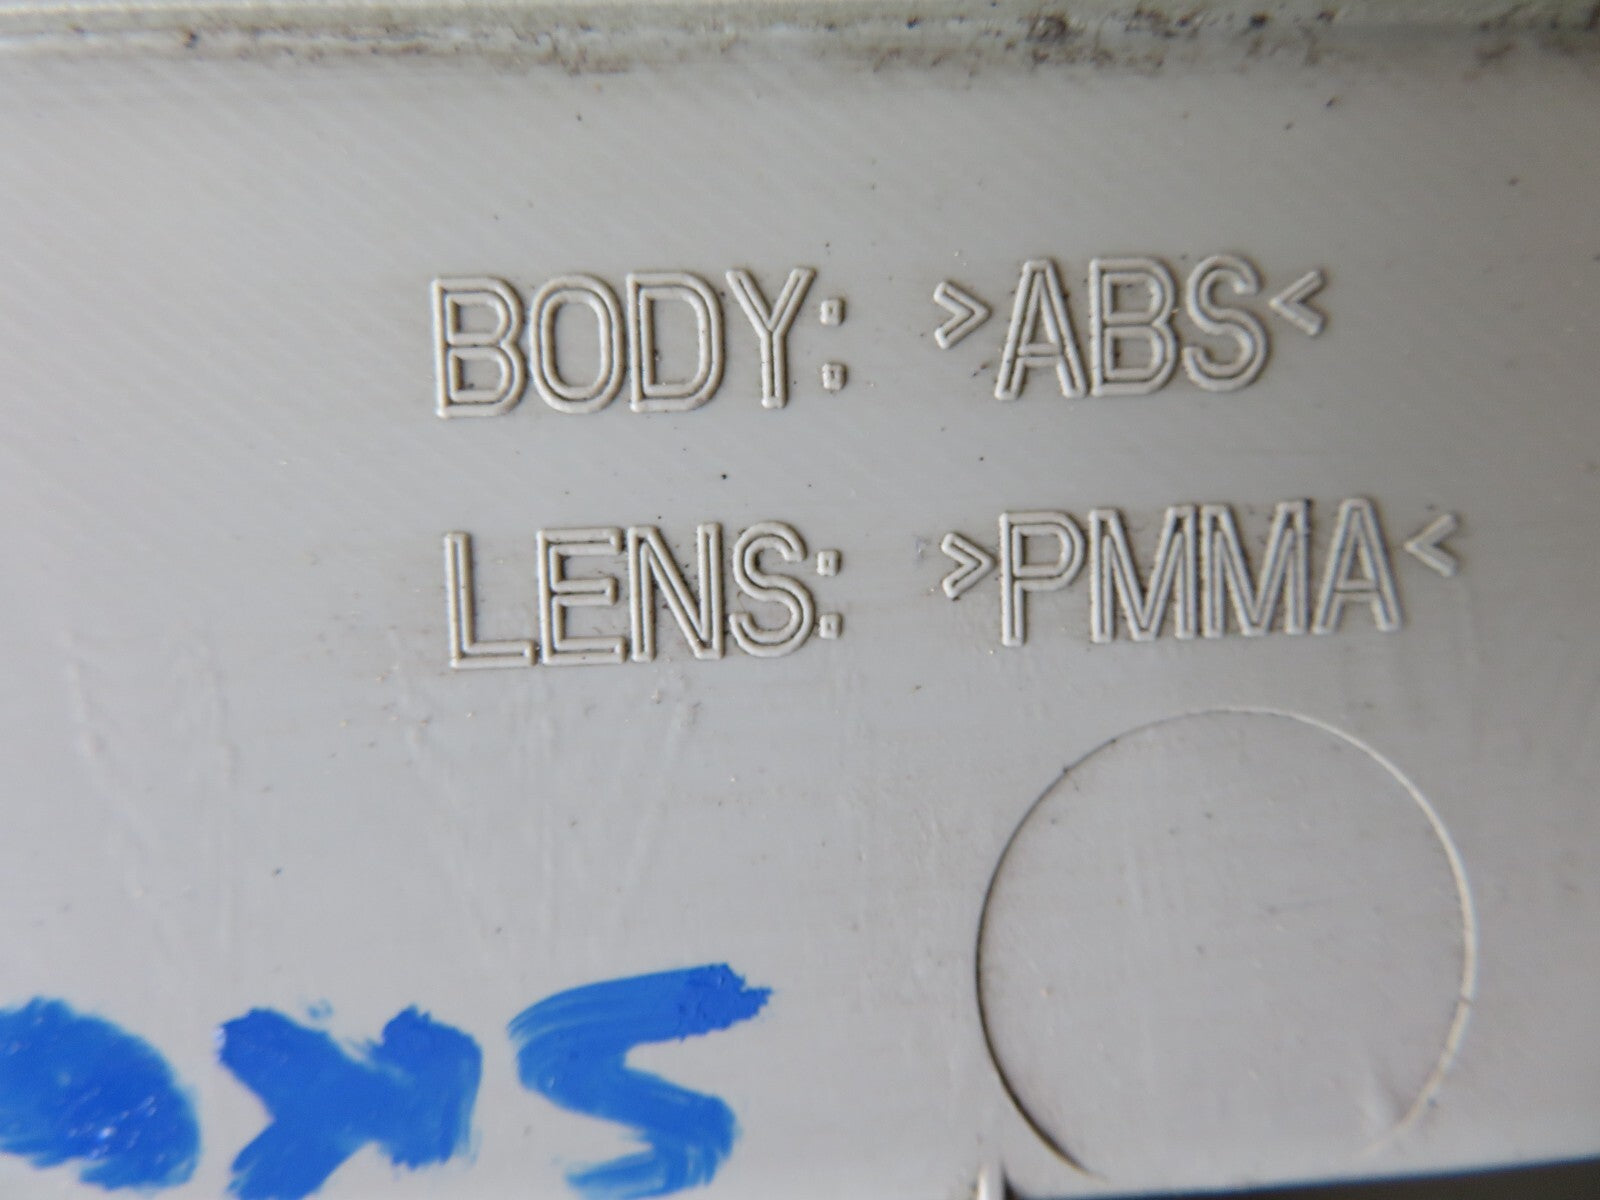 BODY: >ABS<
LENS: >PMMA<